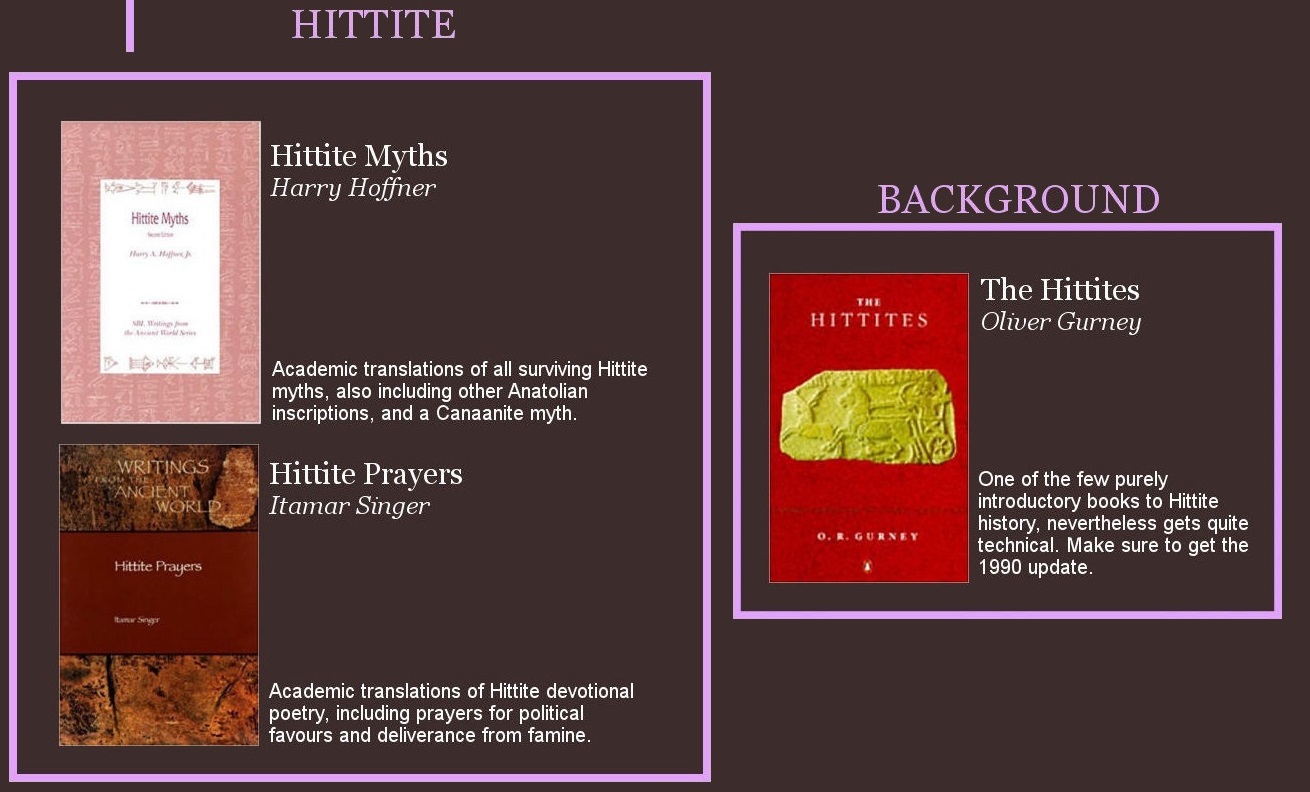 HITTITE
Hittite Myths
Harry Hoffner
Hittite Myths
Second Edition
Harry A. Hoffner, Jr.
SBL Writings from
the Ancient World Series
Academic translations of all surviving Hittite
myths, also including other Anatolian
inscriptions, and a Canaanite myth.
WRITINGS
FROM THE
ANCIENT
WORLD
Hittite Prayers
Itamar Singer
Hittite Prayers
Itamar Singer
Academic translations of Hittite devotional
poetry, including prayers for political
favours and deliverance from famine.
BACKGROUND
THE
HITTITES
O. R. GURNEY
The Hittites
Oliver Gurney
One of the few purely
introductory books to Hittite
history, nevertheless gets quite
technical. Make sure to get the
1990 update.